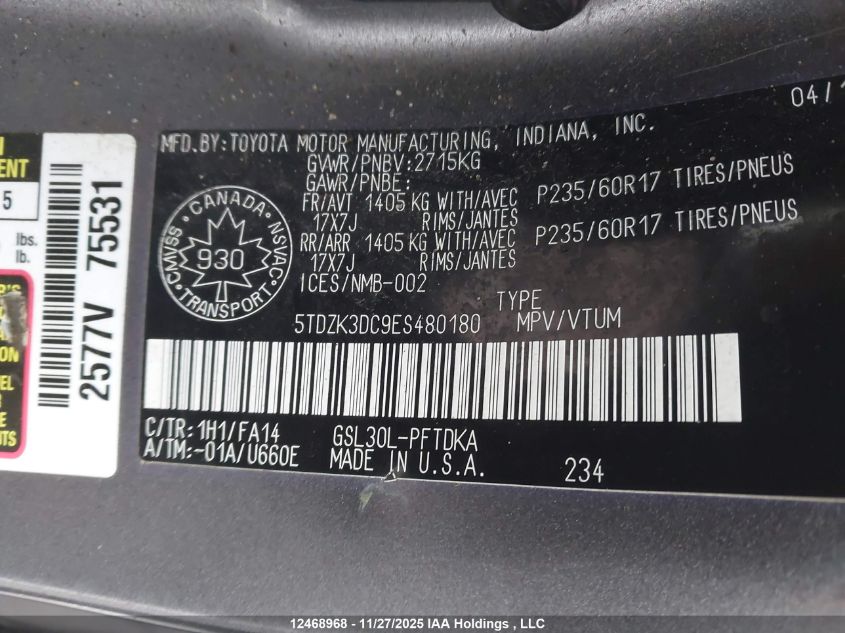 04/1
MFD.BY:TOYOTA MOTOR MANUFACTURING, INDIANA, INC.
GVWR/PNBV:2715KG
GAWR/PNBE:
FR/AVT 1405 KG WITH/AVEC P235/60R17 TIRES/PNEUS
17X7J RIMS/JANTES
RR/ARR 1405 KG WITH/AVEC P235/60R17 TIRES/PNEUS
17X7J RIMS/JANTES
ICES/NMB-002
CANADA
CMVSS NSVAC
930
TRANSPORT
TYPE
5TDZK3DC9ES480180 MPV/VTUM
C/TR: 1H1/FA14 GSL30L-PFTDKA
A/TM:-01A/U660E MADE IN U.S.A. 234
5
lbs.
lb.
2577V 75531
12468968 - 11/27/2025 IAA Holdings , LLC